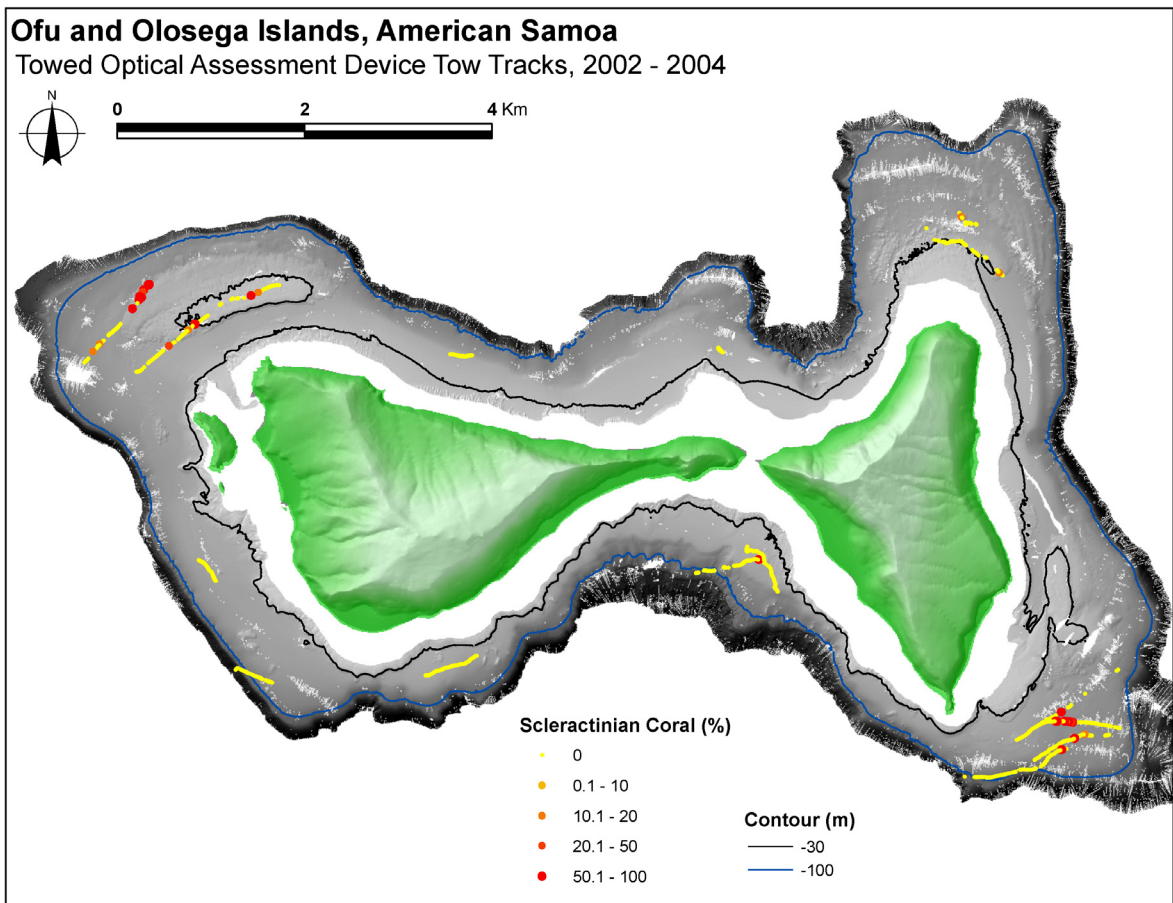 Ofu and Olosega Islands, American Samoa
Towed Optical Assessment Device Tow Tracks, 2002 - 2004
N
0 2 4 Km
Scleractinian Coral (%)
0
0.1 - 10
10.1 - 20
20.1 - 50
50.1 - 100
Contour (m)
-30
-100